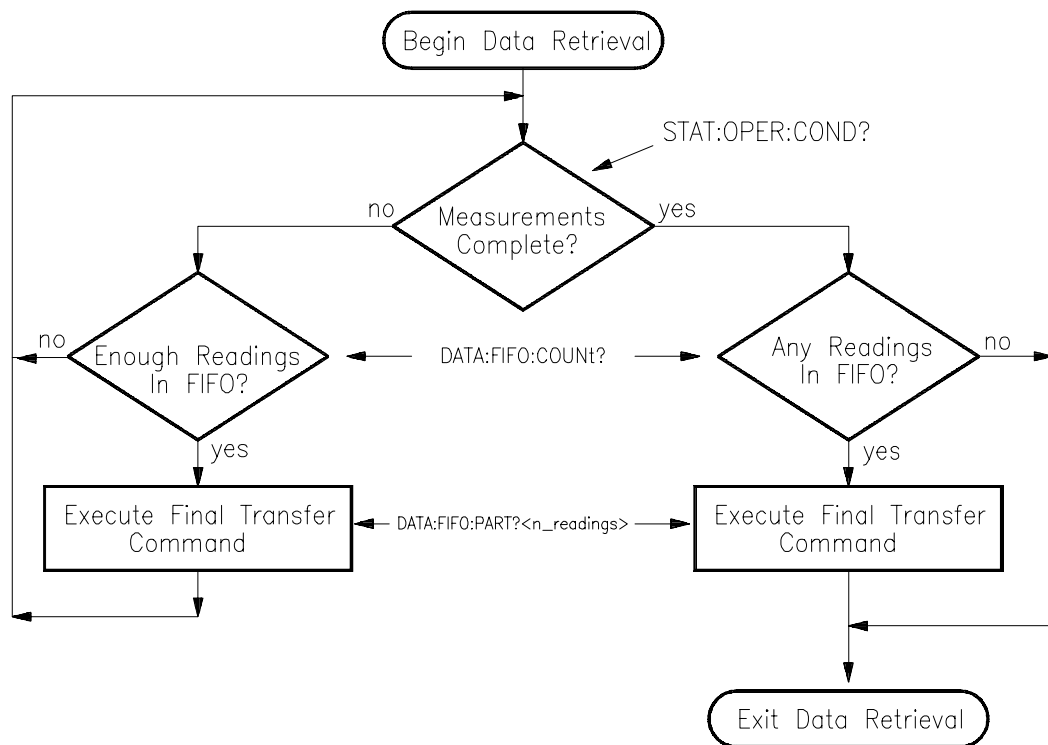 Begin Data Retrieval
STAT:OPER:COND?
no
Measurements
Complete?
yes
no
Enough Readings
In FIFO?
DATA:FIFO:COUNt?
Any Readings
In FIFO?
no
yes
yes
Execute Final Transfer
Command
DATA:FIFO:PART?<n_readings>
Execute Final Transfer
Command
Exit Data Retrieval